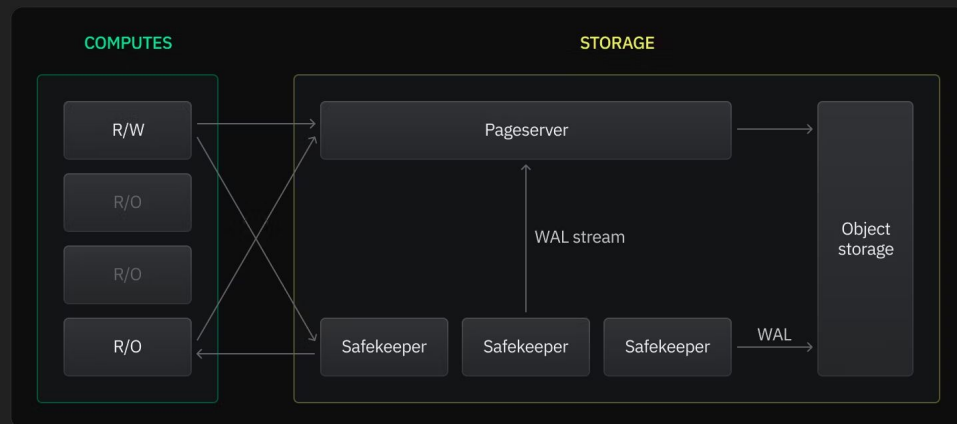 COMPUTES
STORAGE
R/W
R/O
R/O
R/O
Pageserver
WAL stream
Safekeeper
Safekeeper
Safekeeper
WAL
Object
storage